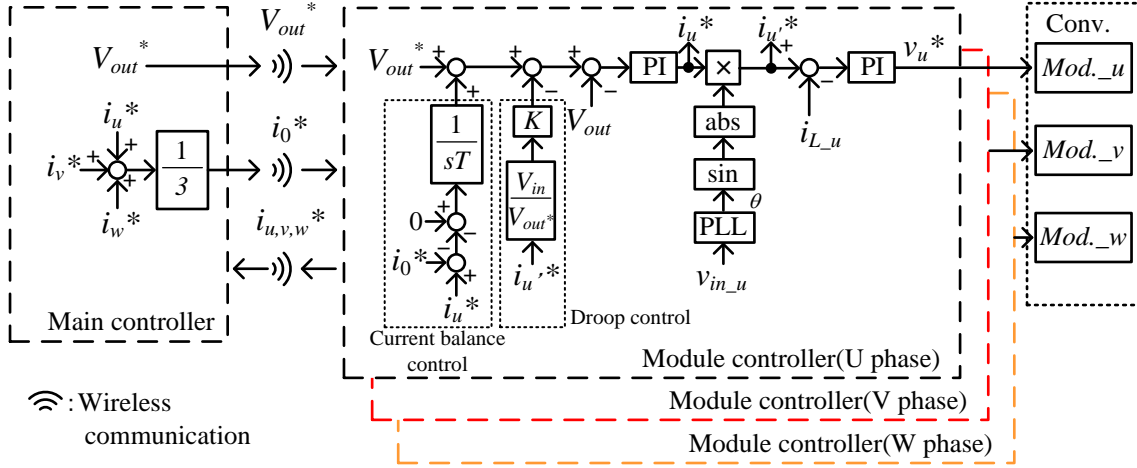 V_out*
V_out*
i_u*
i_v* + + +
i_w*
1
3
i_0*
i_{u,v,w}*
Main controller
: Wireless
communication
V_out* + +
+ -
+ -
PI
i_u*
×
i_u'*
+ -
PI
v_u*
1
sT
0 + -
i_0* - +
i_u*
Current balance
control
K
V_in
V_out*
i_u'*
Droop control
V_out
abs
sin
θ
PLL
v_in_u
i_L_u
Module controller(U phase)
Module controller(V phase)
Module controller(W phase)
Conv.
Mod._u
Mod._v
Mod._w